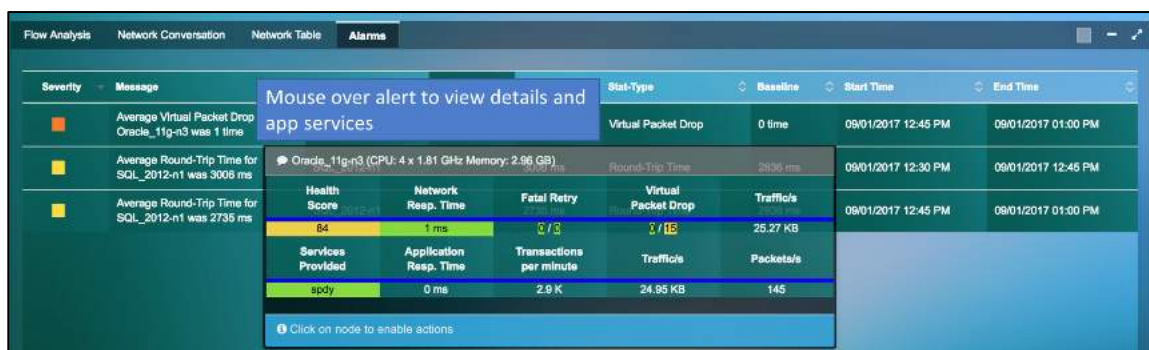 Flow Analysis Network Conversation Network Table Alarms
Severity Message Stat-Type Baseline Start Time End Time
Mouse over alert to view details and
app services
Average Virtual Packet Drop
Oracle_11g-n3 was 1 time
Virtual Packet Drop 0 time 09/01/2017 12:45 PM 09/01/2017 01:00 PM
Average Round-Trip Time for
SQL_2012-n1 was 3006 ms
Round-Trip Time 2836 ms 09/01/2017 12:30 PM 09/01/2017 12:45 PM
Average Round-Trip Time for
SQL_2012-n1 was 2735 ms
09/01/2017 12:45 PM 09/01/2017 01:00 PM
Oracle_11g-n3 (CPU: 4 x 1.81 GHz Memory: 2.96 GB)
Health Score Network Resp. Time Fatal Retry Virtual Packet Drop Traffic/s
84 1 ms 0 / 0 0 / 15 25.27 KB
Services Provided Application Resp. Time Transactions per minute Traffic/s Packets/s
spdy 0 ms 2.9 K 24.95 KB 145
Click on node to enable actions